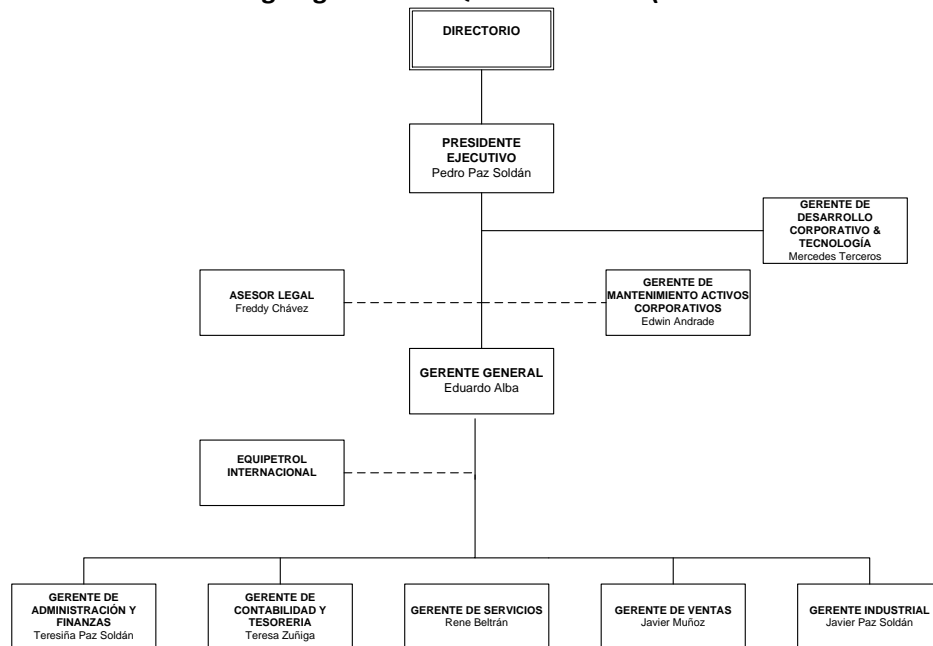 DIRECTORIO
PRESIDENTE
EJECUTIVO
Pedro Paz Soldán
GERENTE DE
DESARROLLO
CORPORATIVO &
TECNOLOGÍA
Mercedes Terceros
ASESOR LEGAL
Freddy Chávez
GERENTE DE
MANTENIMIENTO ACTIVOS
CORPORATIVOS
Edwin Andrade
GERENTE GENERAL
Eduardo Alba
EQUIPETROL
INTERNACIONAL
GERENTE DE
ADMINISTRACIÓN Y
FINANZAS
Teresiña Paz Soldán
GERENTE DE
CONTABILIDAD Y
TESORERIA
Teresa Zuñiga
GERENTE DE SERVICIOS
Rene Beltrán
GERENTE DE VENTAS
Javier Muñoz
GERENTE INDUSTRIAL
Javier Paz Soldán